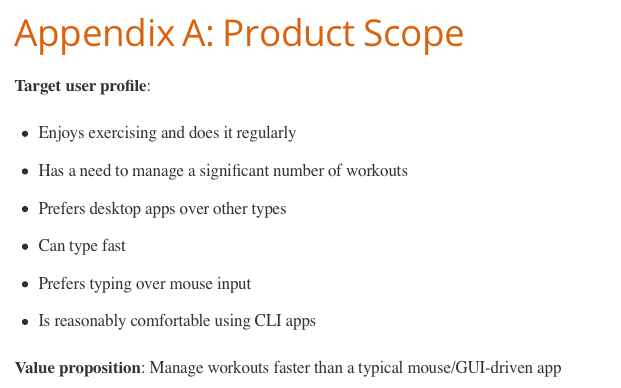 Appendix A: Product Scope
Target user profile:
• Enjoys exercising and does it regularly
• Has a need to manage a significant number of workouts
• Prefers desktop apps over other types
• Can type fast
• Prefers typing over mouse input
• Is reasonably comfortable using CLI apps
Value proposition: Manage workouts faster than a typical mouse/GUI-driven app